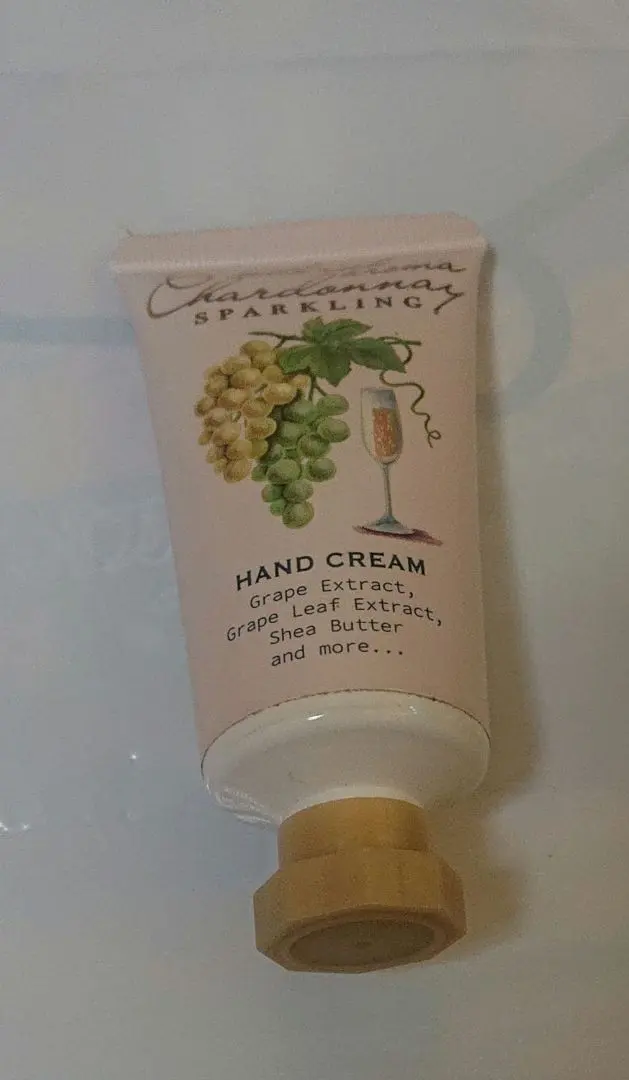 Chardonnay
SPARKLING
HAND CREAM
Grape Extract,
Grape Leaf Extract,
Shea Butter
and more...